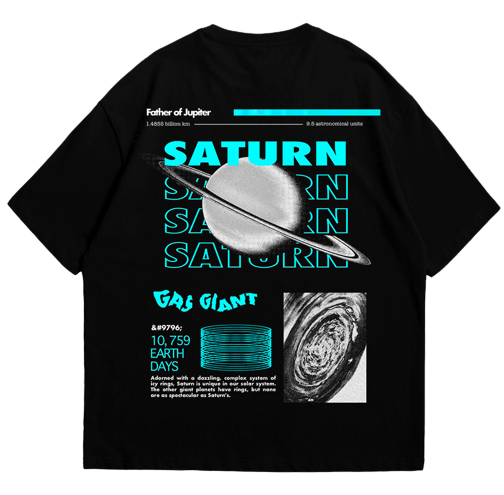 Father of Jupiter
1.4855 billion km
9.5 astronomical units
SATURN
SATURN
SATURN
SATURN
GAS GIANT
&#9796;
10, 759
EARTH
DAYS
Adorned with a dazzling, complex system of
icy rings, Saturn is unique in our solar system.
The other giant planets have rings, but none
are as spectacular as Saturn's.